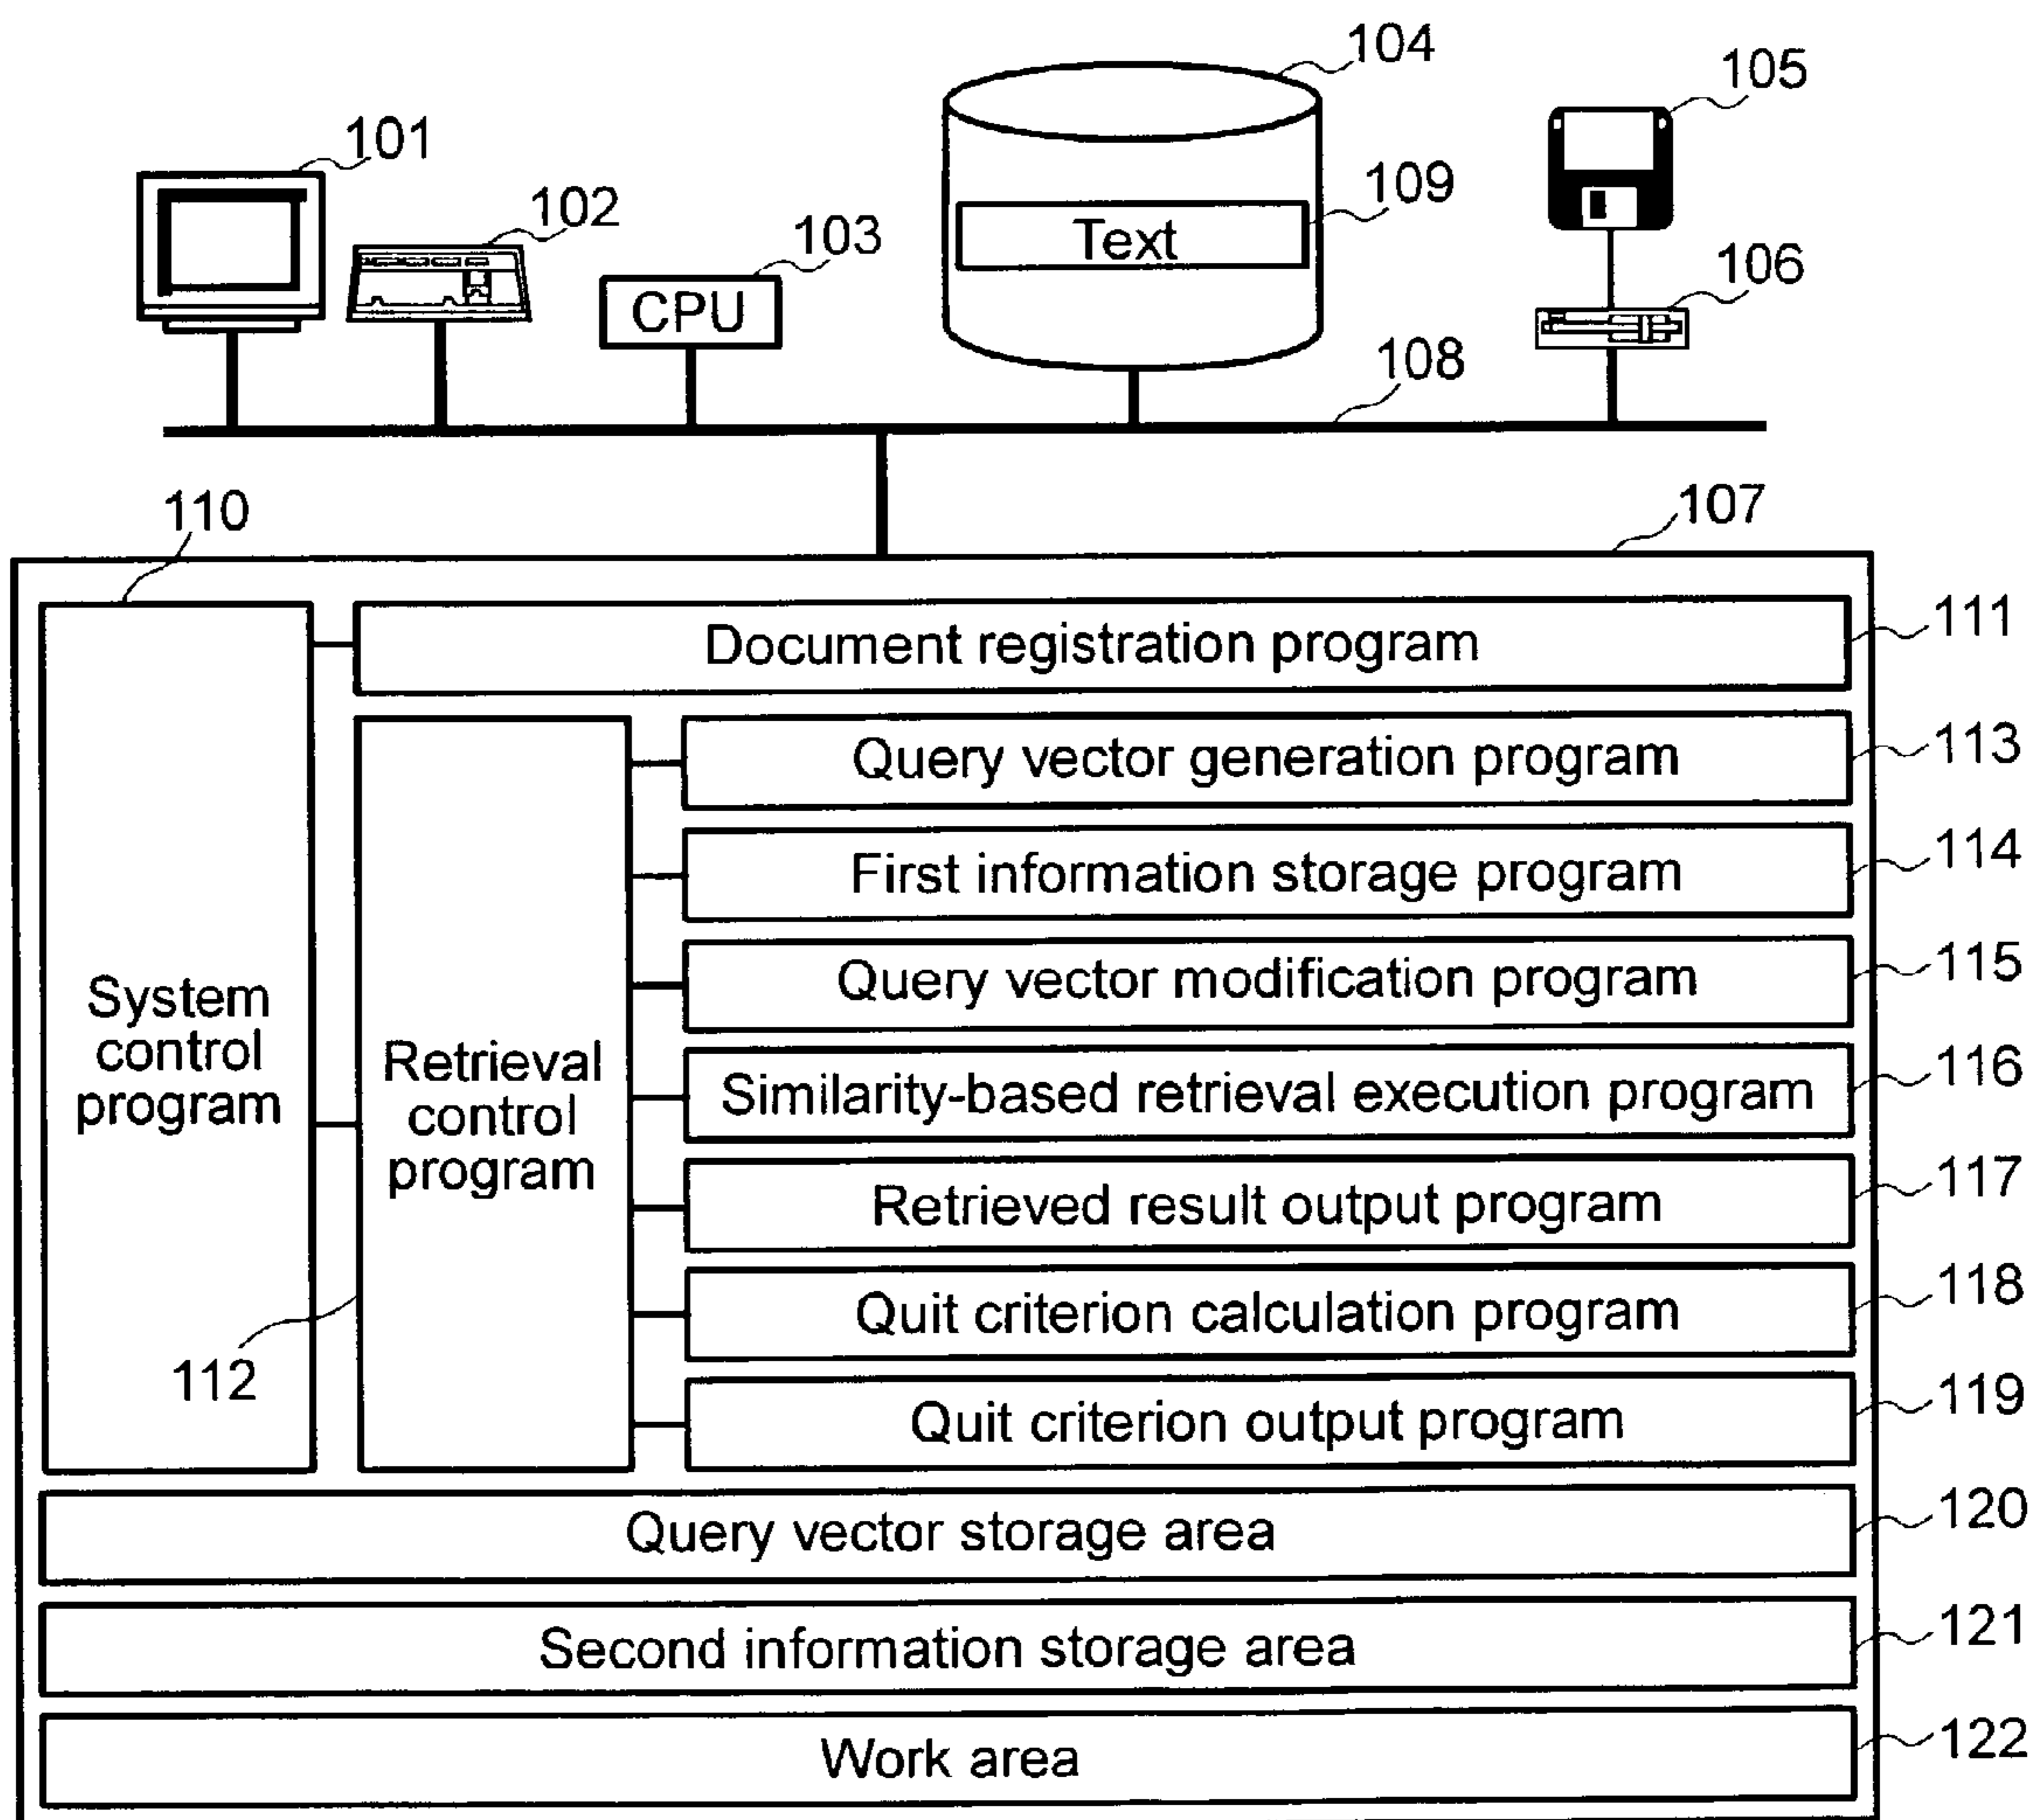 104
105
101
109
102
Text
103
106
CPU
108
110
107
111
Document registration program
113
Query vector generation program
114
First information storage program
115
Query vector modification program
System
control
program
116
Retrieval
control
program
Similarity-based retrieval execution program
117
Retrieved result output program
118
Quit criterion calculation program
112
119
Quit criterion output program
120
Query vector storage area
121
Second information storage area
122
Work area